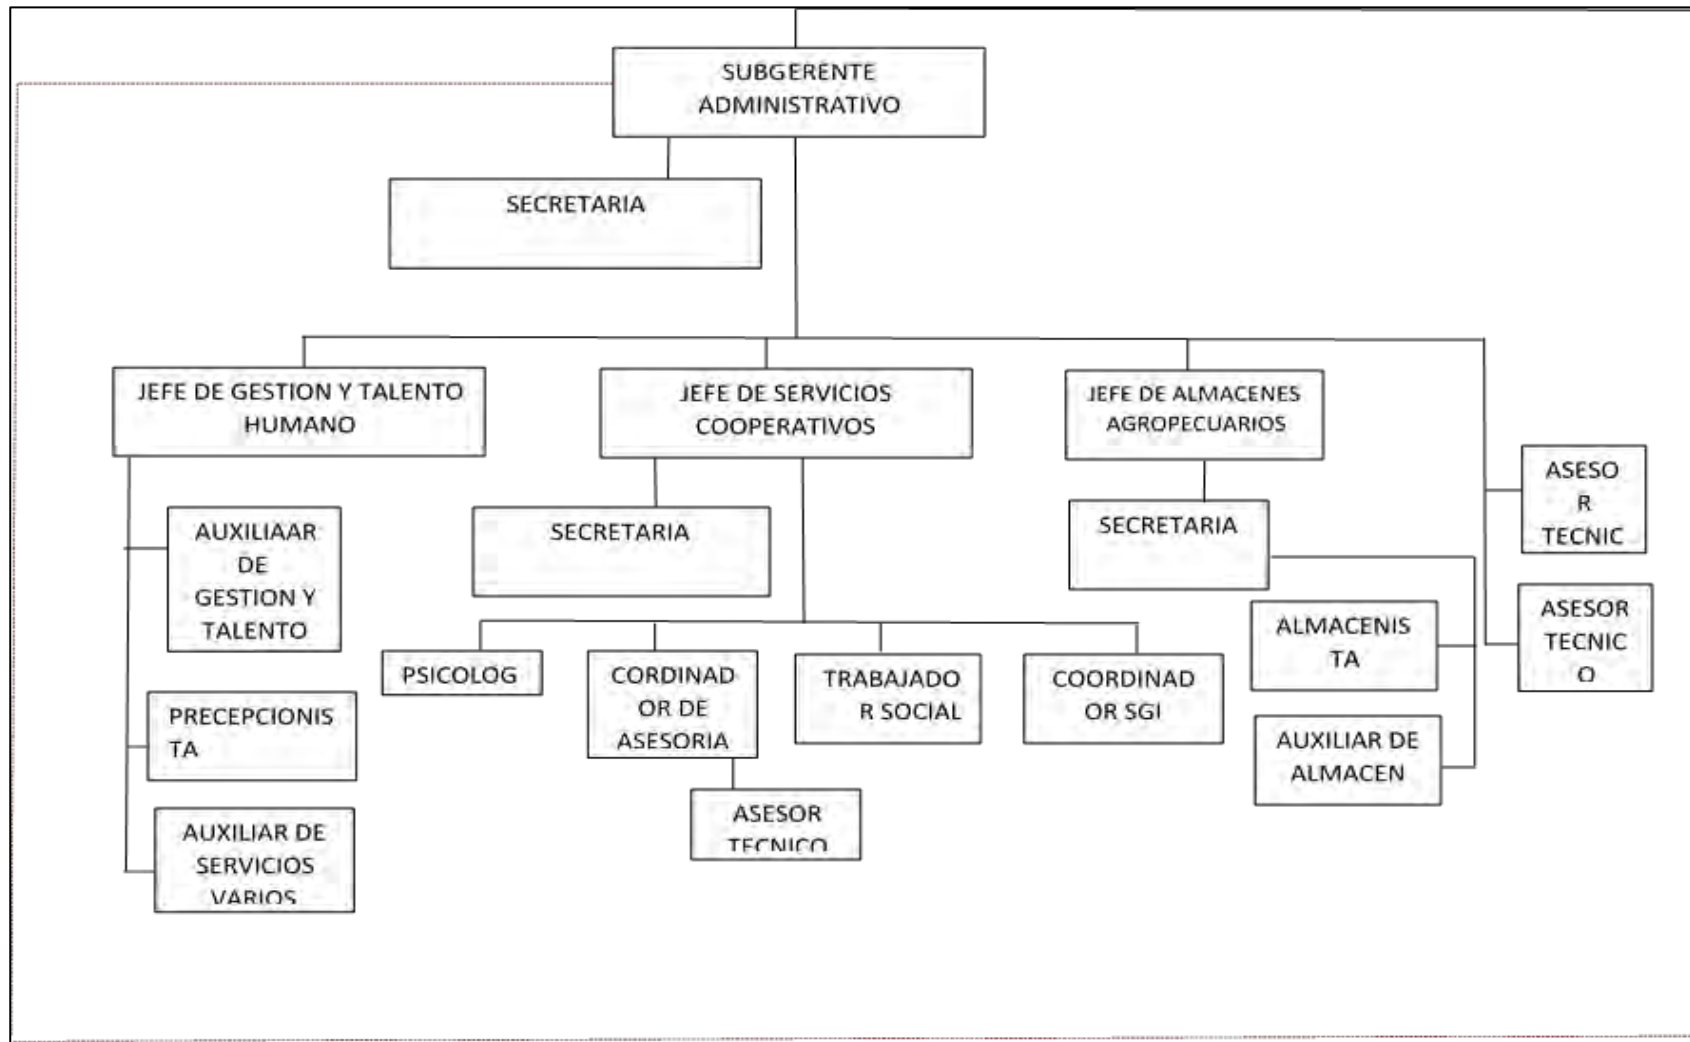 SUBGERENTE
ADMINISTRATIVO
SECRETARIA
JEFE DE GESTION Y TALENTO
HUMANO
JEFE DE SERVICIOS
COOPERATIVOS
JEFE DE ALMACENES
AGROPECUARIOS
ASESO
R
TECNIC
AUXILIAAR
DE
GESTION Y
TALENTO
SECRETARIA
SECRETARIA
ASESOR
TECNIC
O
ALMACENIS
TA
PSICOLOG
CORDINAD
OR DE
ASESORIA
TRABAJADO
R SOCIAL
COORDINAD
OR SGI
PRECEPCIONIS
TA
AUXILIAR DE
ALMACEN
ASESOR
TECNICO
AUXILIAR DE
SERVICIOS
VARIOS